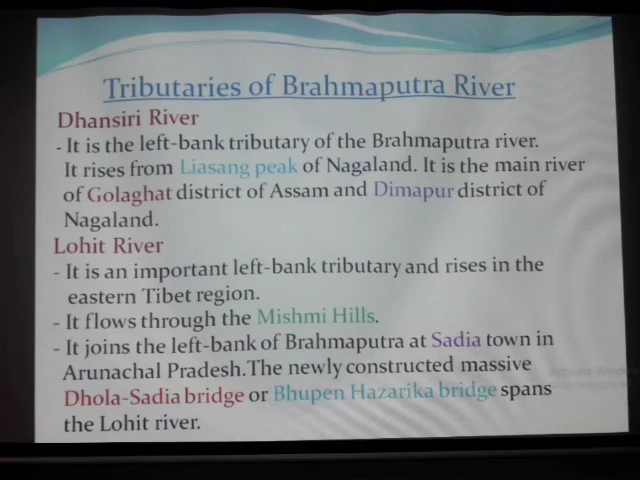 Tributaries of Brahmaputra River
Dhansiri River
- It is the left-bank tributary of the Brahmaputra river.
It rises from Liasang peak of Nagaland. It is the main river
of Golaghat district of Assam and Dimapur district of
Nagaland.
Lohit River
- It is an important left-bank tributary and rises in the
eastern Tibet region.
- It flows through the Mishmi Hills.
- It joins the left-bank of Brahmaputra at Sadia town in
Arunachal Pradesh.The newly constructed massive
Dhola-Sadia bridge or Bhupen Hazarika bridge spans
the Lohit river.
Activate Windows